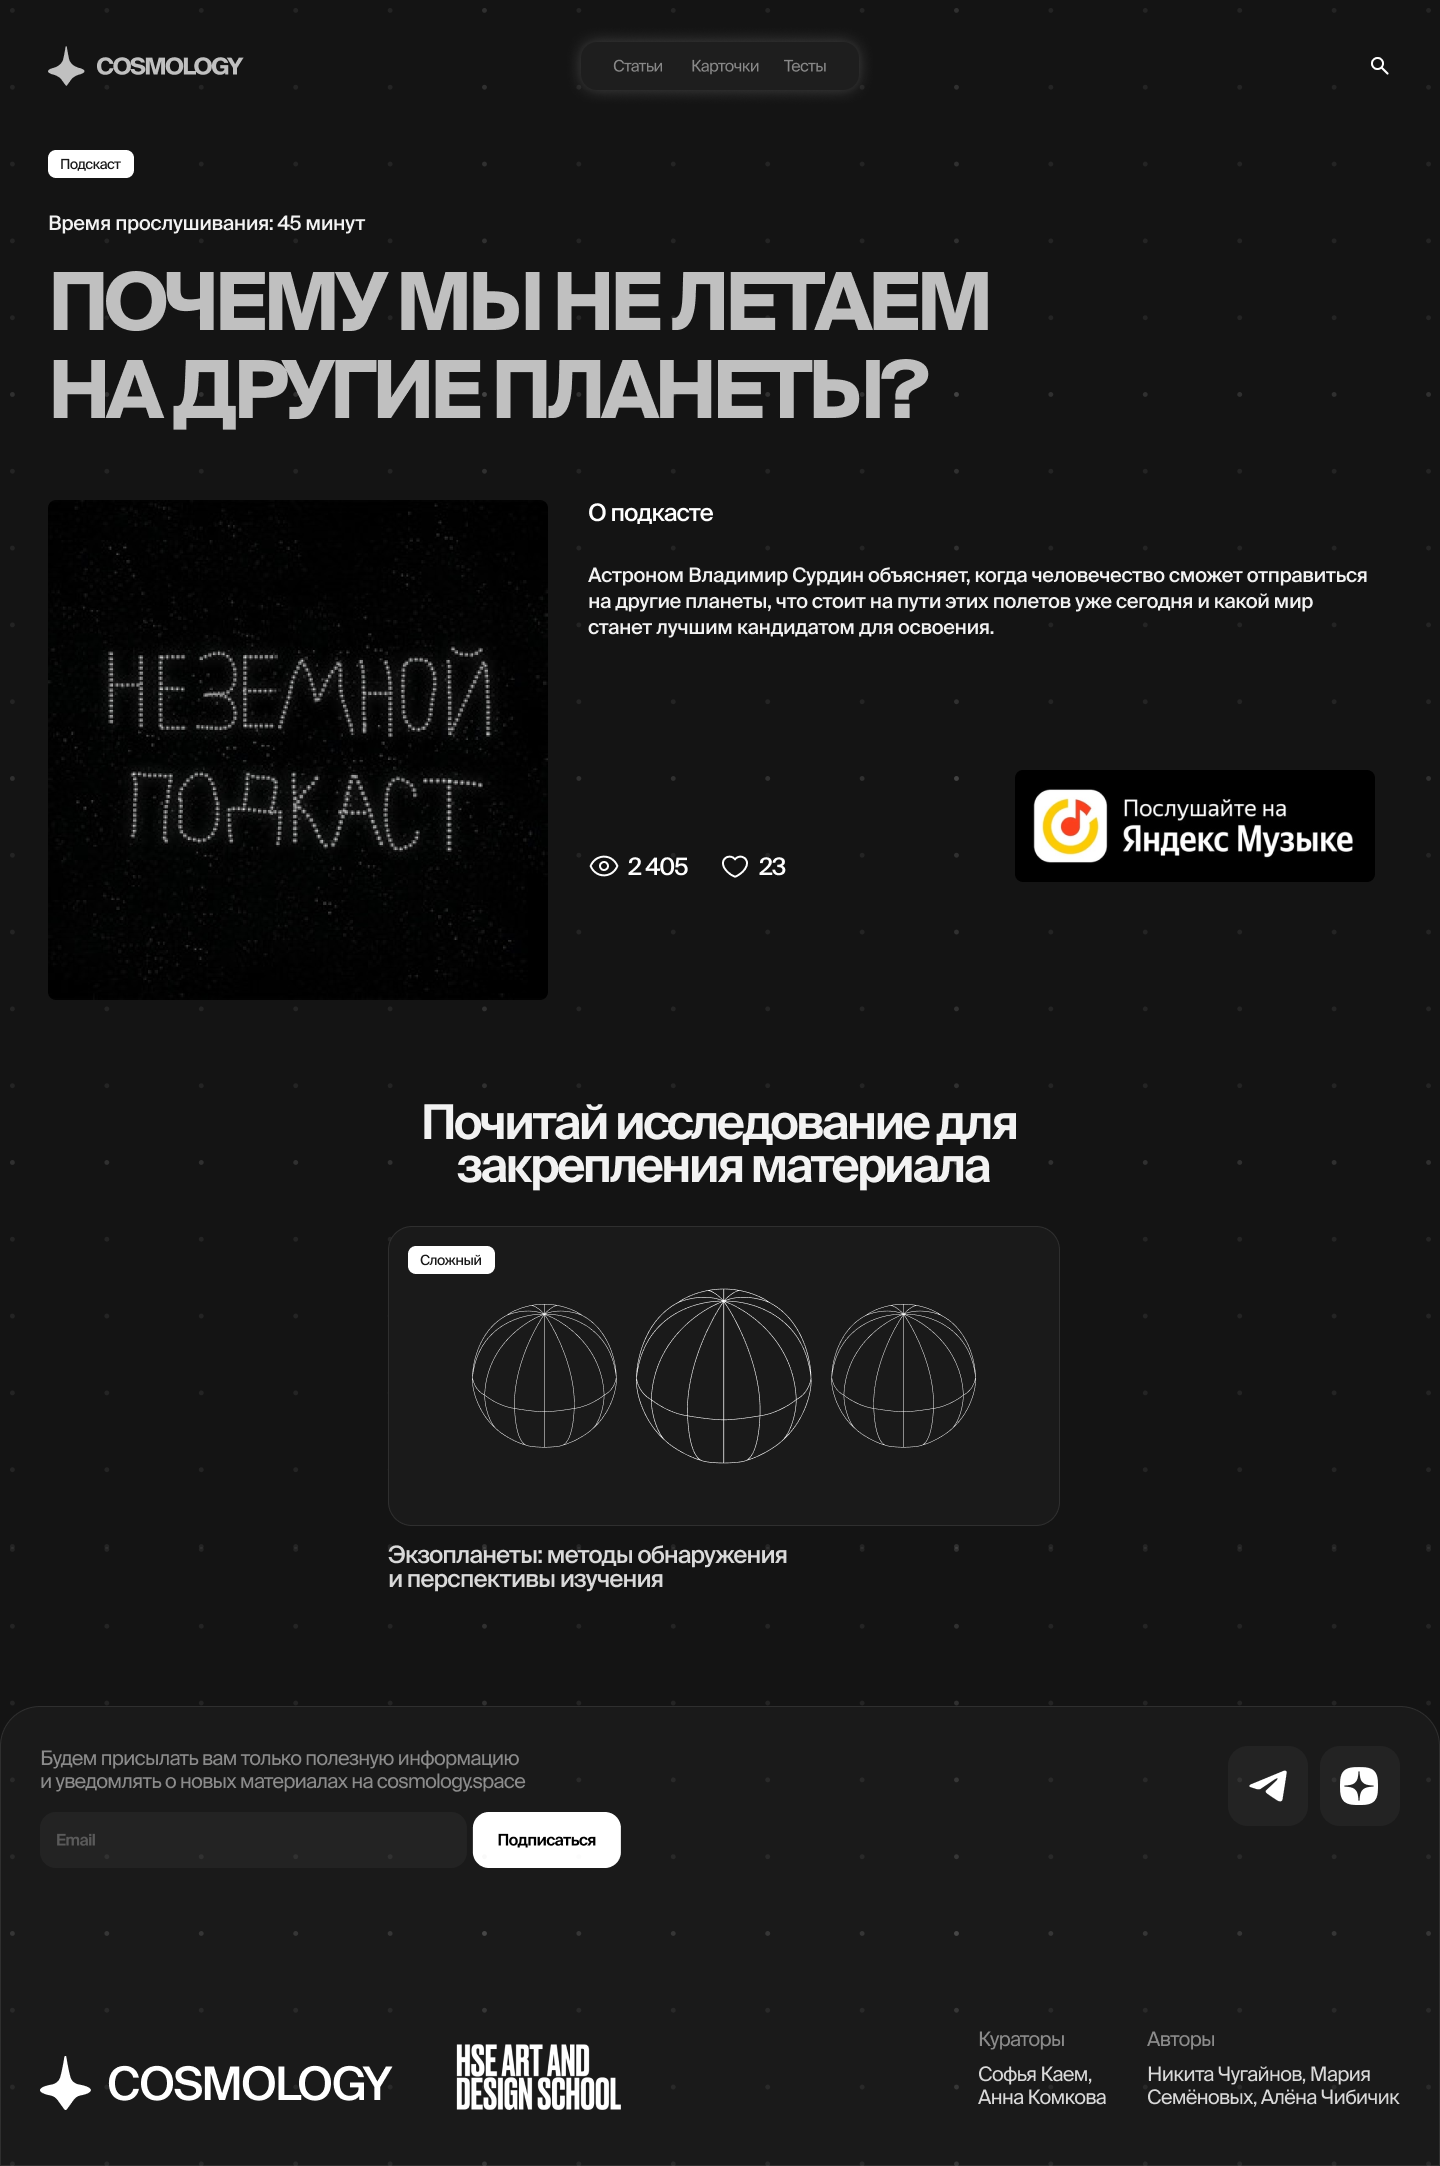 COSMOLOGY
Статьи Карточки Тесты
Подскаст
Время прослушивания: 45 минут
ПОЧЕМУ МЫ НЕ ЛЕТАЕМ
НА ДРУГИЕ ПЛАНЕТЫ?
НЕЗЕМНОЙ
ПОДКАСТ
О подкасте
Астроном Владимир Сурдин объясняет, когда человечество сможет отправиться
на другие планеты, что стоит на пути этих полетов уже сегодня и какой мир
станет лучшим кандидатом для освоения.
2 405 23
Послушайте на
Яндекс Музыке
Почитай исследование для
закрепления материала
Сложный
Экзопланеты: методы обнаружения
и перспективы изучения
Будем присылать вам только полезную информацию
и уведомлять о новых материалах на cosmology.space
Email
Подписаться
COSMOLOGY
HSE ART AND
DESIGN SCHOOL
Кураторы
Софья Каем,
Анна Комкова
Авторы
Никита Чугайнов, Мария
Семёновых, Алёна Чибичик